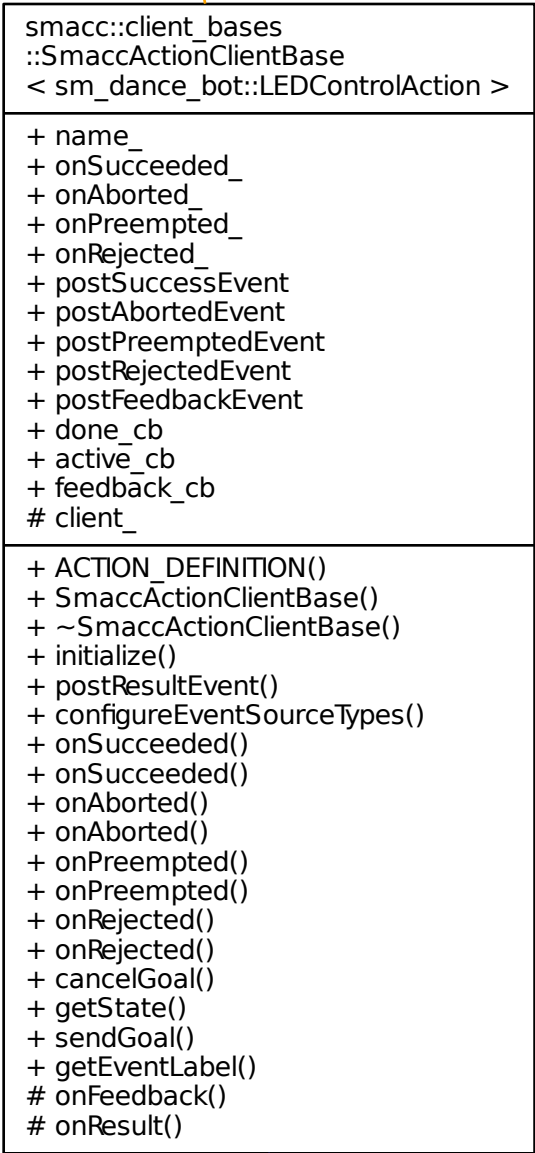 smacc::client_bases
::SmaccActionClientBase
< sm_dance_bot::LEDControlAction >
+ name_
+ onSucceeded_
+ onAborted_
+ onPreempted_
+ onRejected_
+ postSuccessEvent
+ postAbortedEvent
+ postPreemptedEvent
+ postRejectedEvent
+ postFeedbackEvent
+ done_cb
+ active_cb
+ feedback_cb
# client_
+ ACTION_DEFINITION()
+ SmaccActionClientBase()
+ ~SmaccActionClientBase()
+ initialize()
+ postResultEvent()
+ configureEventSourceTypes()
+ onSucceeded()
+ onSucceeded()
+ onAborted()
+ onAborted()
+ onPreempted()
+ onPreempted()
+ onRejected()
+ onRejected()
+ cancelGoal()
+ getState()
+ sendGoal()
+ getEventLabel()
# onFeedback()
# onResult()